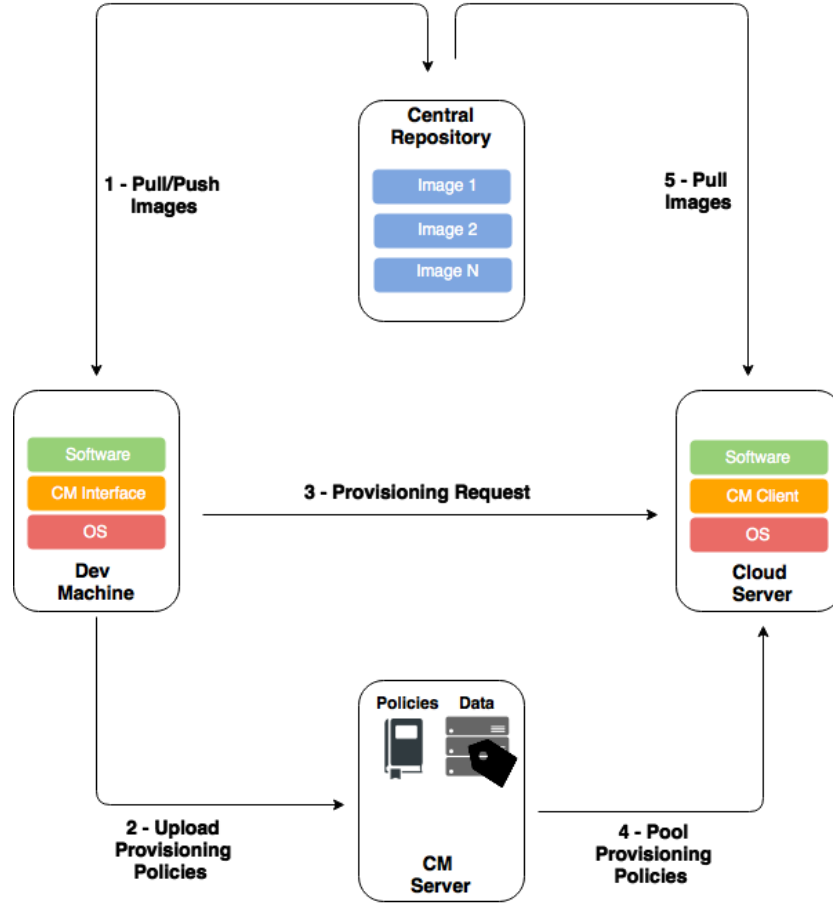 Central
Repository
Image 1
Image 2
Image N
1 - Pull/Push
Images
5 - Pull
Images
Software
CM Interface
OS
Dev
Machine
3 - Provisioning Request
Software
CM Client
OS
Cloud
Server
Policies
Data
CM
Server
2 - Upload
Provisioning
Policies
4 - Pool
Provisioning
Policies